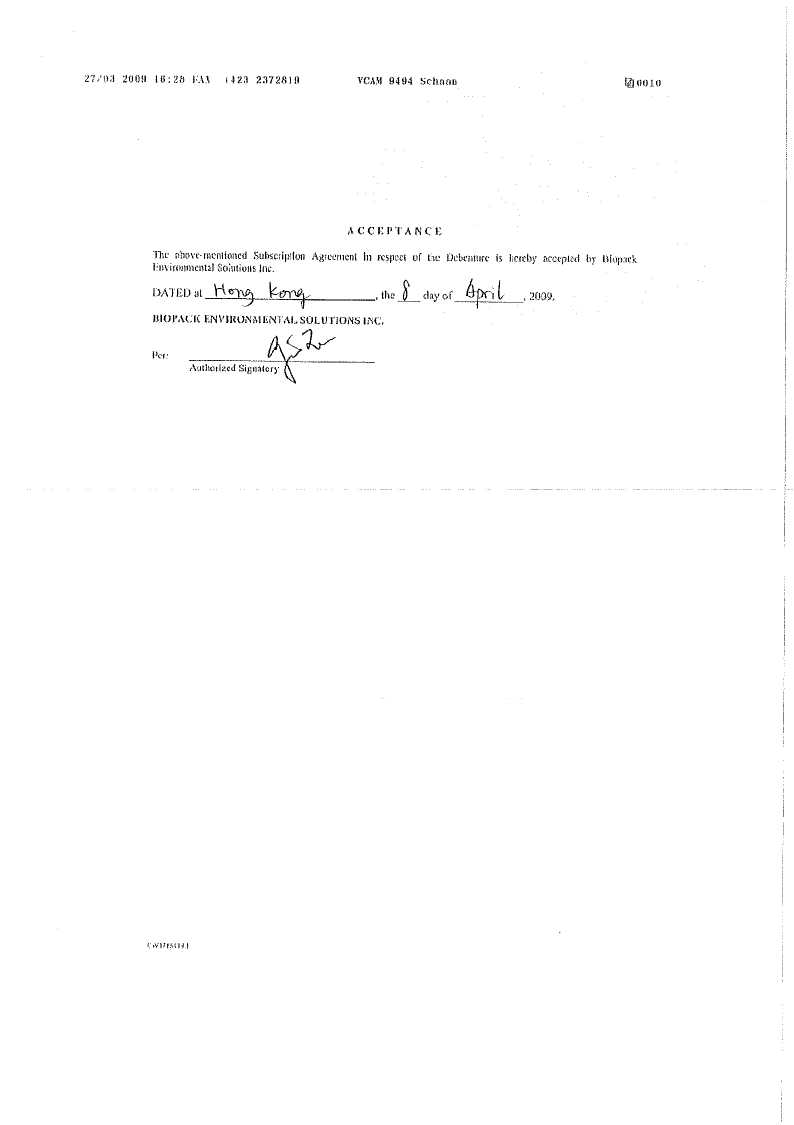 27/03 2009 16:28 FAX +423 2372819 VCAM 9494 Schaan 0010
ACCEPTANCE
The above-mentioned Subscription Agreement in respect of the Debenture is hereby accepted by Biopack
Environmental Solutions Inc.
DATED at Hong Kong, the 8 day of April, 2009.
BIOPACK ENVIRONMENTAL SOLUTIONS INC.
Per:
Authorized Signatory